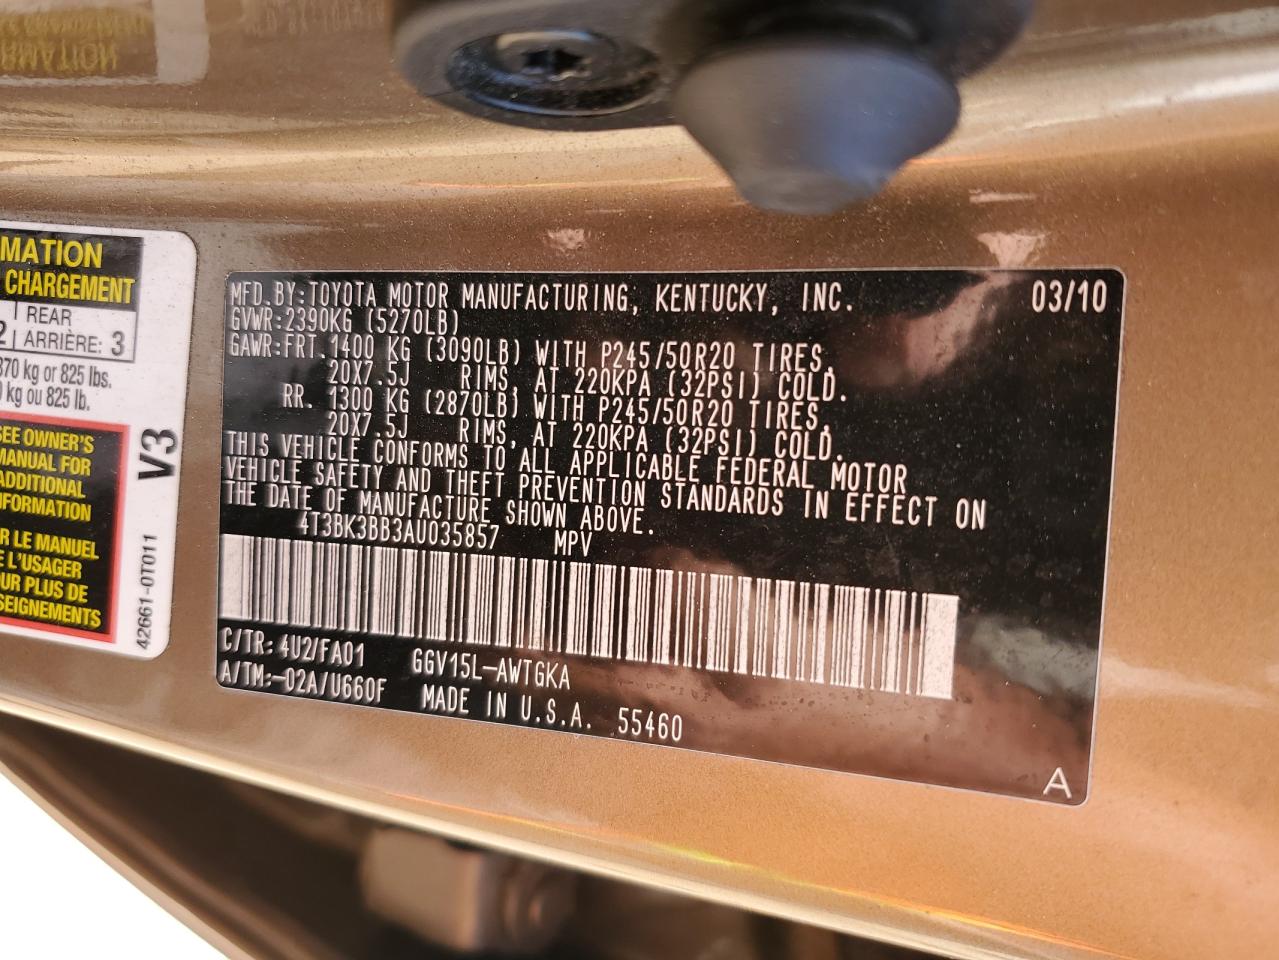 MATION
CHARGEMENT
2 | REAR
ARRIÈRE: 3
370 kg or 825 lbs.
0 kg ou 825 lb.
SEE OWNER'S
MANUAL FOR
ADDITIONAL
INFORMATION
R LE MANUEL
E L'USAGER
UR PLUS DE
SEIGNEMENTS
V3
42661-0T011
MFD.BY:TOYOTA MOTOR MANUFACTURING, KENTUCKY, INC. 03/10
GVWR:2390KG (5270LB)
GAWR:FRT.1400 KG (3090LB) WITH P245/50R20 TIRES,
20X7.5J RIMS, AT 220KPA (32PSI) COLD.
RR. 1300 KG (2870LB) WITH P245/50R20 TIRES,
20X7.5J RIMS, AT 220KPA (32PSI) COLD.
THIS VEHICLE CONFORMS TO ALL APPLICABLE FEDERAL MOTOR
VEHICLE SAFETY AND THEFT PREVENTION STANDARDS IN EFFECT ON
THE DATE OF MANUFACTURE SHOWN ABOVE.
4T3BK3BB3AU035857 MPV
C/TR:4U2/FA01 GGV15L-AWTGKA
A/TM:-02A/U660F MADE IN U.S.A. 55460
A